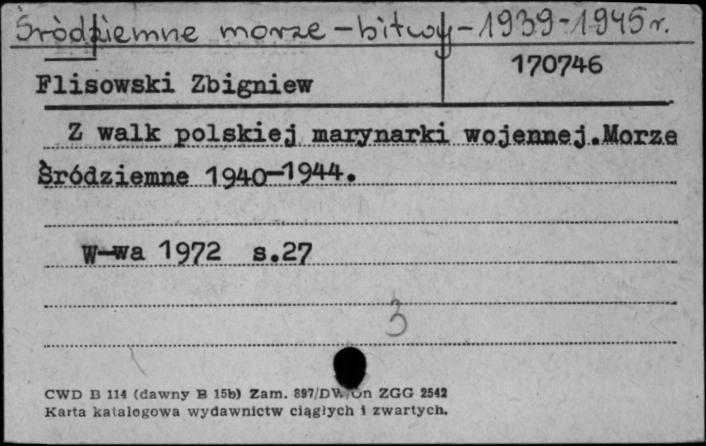 Śródziemne morze - bitwy - 1939-1945 r.
170746
Flisowski Zbigniew
Z walk polskiej marynarki wojennej.Morze
Śródziemne 1940-1944.
W-wa 1972 s.27
3
CWD B 114 (dawny B 15b) Zam. 897/DW/Un ZGG 2542
Karta katalogowa wydawnictw ciągłych i zwartych.